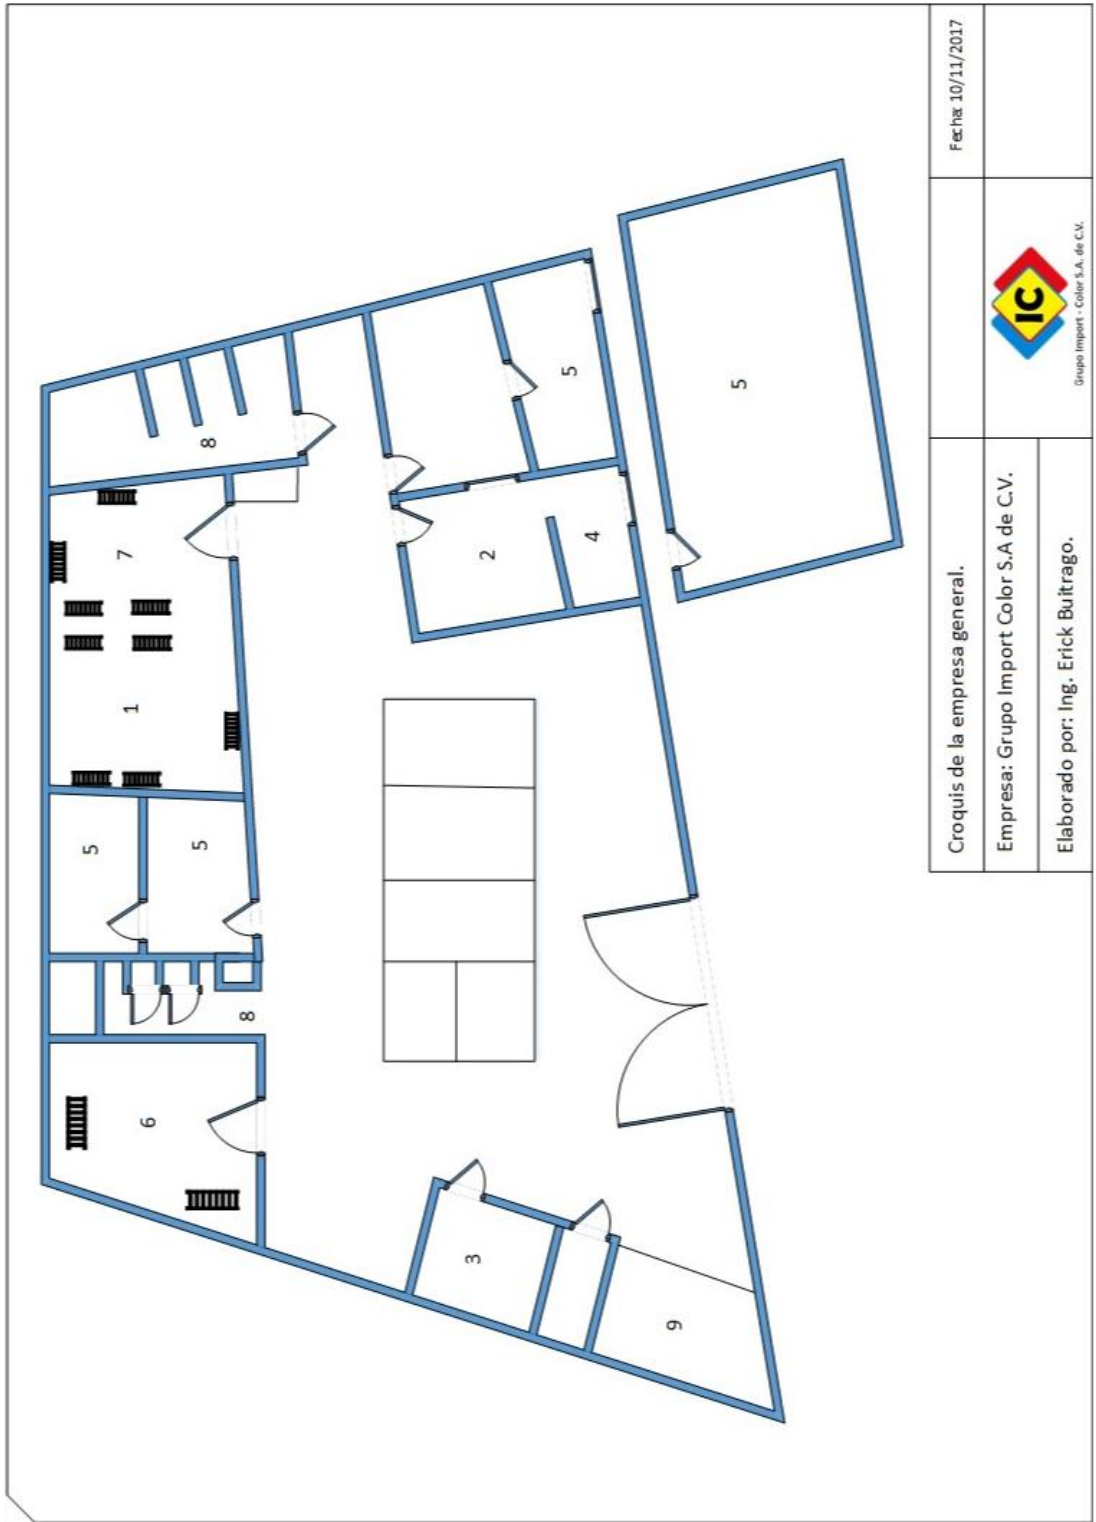 5
1
7
6
5
8
8
3
2
5
4
9
5
Croquis de la empresa general.
Fecha: 10/11/2017
Empresa: Grupo Import Color S.A de C.V.
IC
Elaborado por: Ing. Erick Buitrago.
Grupo Import - Color S.A. de C.V.